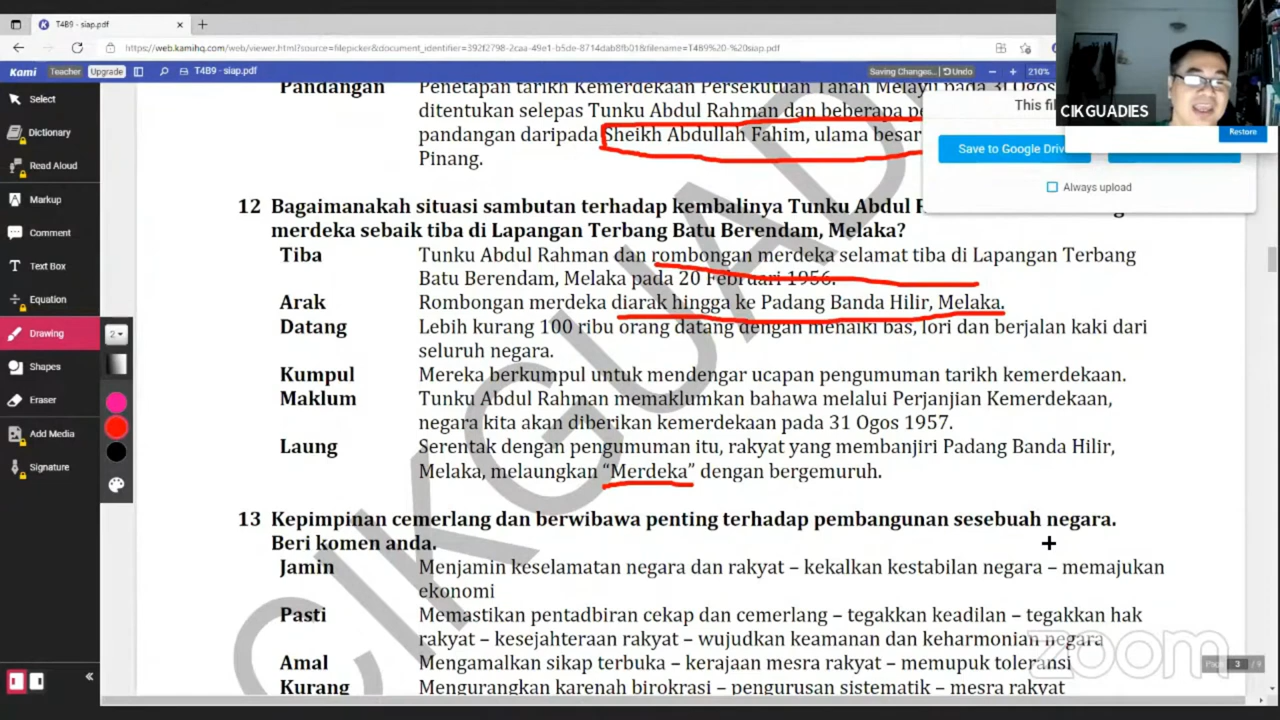 T4B9 - siap.pdf
https://web.kamihq.com/web/viewer.html?source=filepicker&document_identifier=392f2798-2caa-49e1-b5de-8714dab8fb01&filename=T4B9%20-%20siap.pdf
Kami Teacher Upgrade T4B9 - siap.pdf Saving Changes... Undo 210%
Select
Dictionary
Read Aloud
Markup
Comment
Text Box
Equation
Drawing
Shapes
Eraser
Add Media
Signature
2
CIKGUADIES
This fil
Restore
Save to Google Driv
Always upload
Pandangan Penetapan tarikh Kemerdekaan Persekutuan Tanah Melayu pada 31 Ogos
ditentukan selepas Tunku Abdul Rahman dan beberapa pe
pandangan daripada Sheikh Abdullah Fahim, ulama besar
Pinang.
12 Bagaimanakah situasi sambutan terhadap kembalinya Tunku Abdul R
merdeka sebaik tiba di Lapangan Terbang Batu Berendam, Melaka?
Tiba Tunku Abdul Rahman dan rombongan merdeka selamat tiba di Lapangan Terbang
Batu Berendam, Melaka pada 20 Februari 1956.
Arak Rombongan merdeka diarak hingga ke Padang Banda Hilir, Melaka.
Datang Lebih kurang 100 ribu orang datang dengan menaiki bas, lori dan berjalan kaki dari
seluruh negara.
Kumpul Mereka berkumpul untuk mendengar ucapan pengumuman tarikh kemerdekaan.
Maklum Tunku Abdul Rahman memaklumkan bahawa melalui Perjanjian Kemerdekaan,
negara kita akan diberikan kemerdekaan pada 31 Ogos 1957.
Laung Serentak dengan pengumuman itu, rakyat yang membanjiri Padang Banda Hilir,
Melaka, melaungkan “Merdeka” dengan bergemuruh.
13 Kepimpinan cemerlang dan berwibawa penting terhadap pembangunan sesebuah negara.
Beri komen anda.
Jamin Menjamin keselamatan negara dan rakyat – kekalkan kestabilan negara – memajukan
ekonomi
Pasti Memastikan pentadbiran cekap dan cemerlang – tegakkan keadilan – tegakkan hak
rakyat – kesejahteraan rakyat – wujudkan keamanan dan keharmonian negara
Amal Mengamalkan sikap terbuka – kerajaan mesra rakyat – memupuk toleransi
Kurang Mengurangkan karenah birokrasi – pengurusan sistematik – mesra rakyat
CIKGUAD
zoom
3 / 9